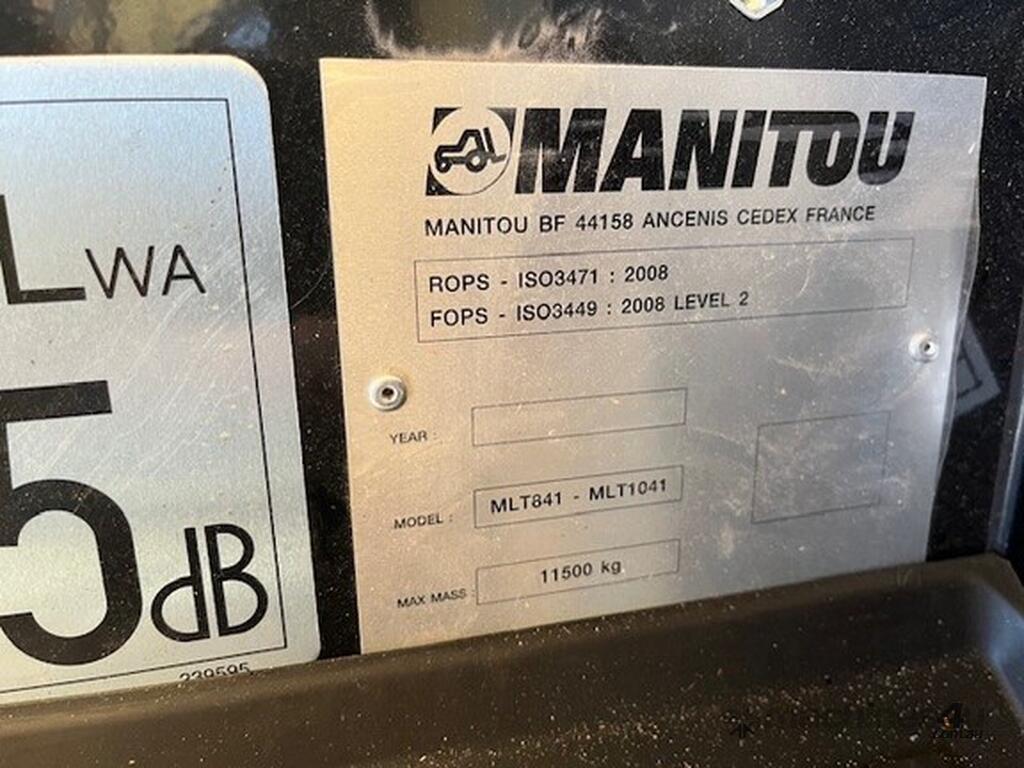 LWA
5dB
239595
MANITOU
MANITOU BF 44158 ANCENIS CEDEX FRANCE
ROPS - ISO3471 : 2008
FOPS - ISO3449 : 2008 LEVEL 2
YEAR :
MODEL : MLT841 - MLT1041
MAX MASS : 11500 kg